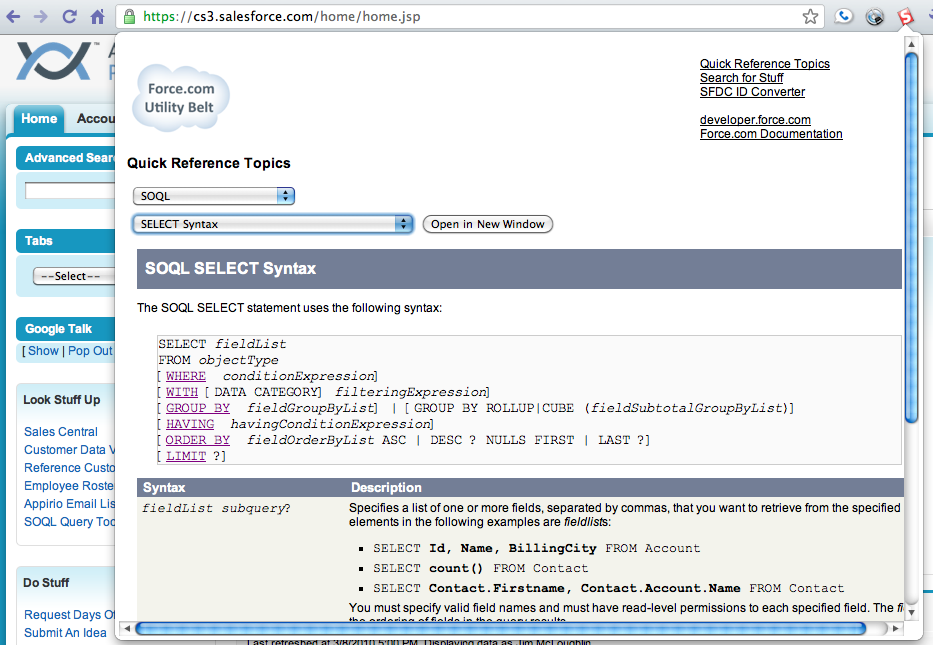 https://cs3.salesforce.com/home/home.jsp
Home
Accou
Advanced Sear
Tabs
--Select--
Google Talk
[ Show | Pop Out
Look Stuff Up
Sales Central
Customer Data V
Reference Custo
Employee Roste
Appirio Email Lis
SOQL Query Too
Do Stuff
Request Days Of
Submit An Idea
Force.com
Utility Belt
Quick Reference Topics
Search for Stuff
SFDC ID Converter
developer.force.com
Force.com Documentation
Quick Reference Topics
SOQL
SELECT Syntax
Open in New Window
SOQL SELECT Syntax
The SOQL SELECT statement uses the following syntax:
SELECT fieldList
FROM objectType
[ WHERE conditionExpression]
[ WITH [ DATA CATEGORY] filteringExpression]
[ GROUP BY fieldGroupByList] | [ GROUP BY ROLLUP|CUBE (fieldSubtotalGroupByList)]
[ HAVING havingConditionExpression]
[ ORDER BY fieldOrderByList ASC | DESC ? NULLS FIRST | LAST ?]
[ LIMIT ?]
Syntax Description
fieldList subquery? Specifies a list of one or more fields, separated by commas, that you want to retrieve from the specified
elements in the following examples are fieldlists:
SELECT Id, Name, BillingCity FROM Account
SELECT count() FROM Contact
SELECT Contact.Firstname, Contact.Account.Name FROM Contact
You must specify valid field names and must have read-level permissions to each specified field. The fi
the ordering of fields in the query results.
Last refreshed at 3/8/2010 5:00 PM. Displaying data as Jim McLoughlin